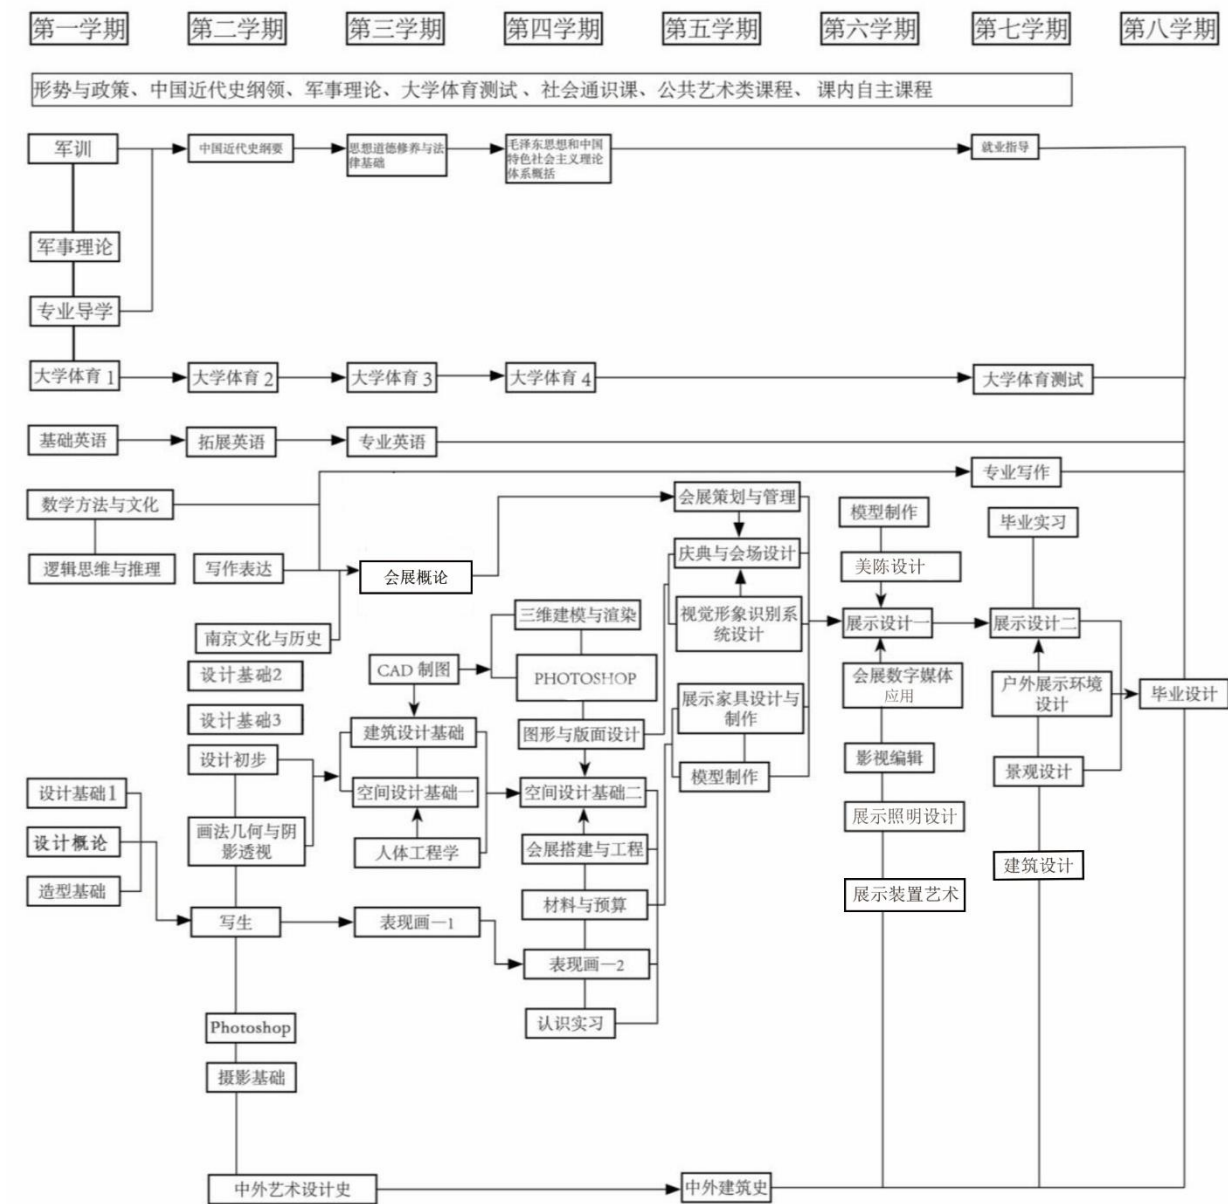 第一学期
第二学期
第三学期
第四学期
第五学期
第六学期
第七学期
第八学期
形势与政策、中国近代史纲领、军事理论、大学体育测试 、社会通识课、公共艺术类课程、 课内自主课程
军训
中国近代史纲要
思想道德修养与法
律基础
毛泽东思想和中国
特色社会主义理论
体系概括
就业指导
军事理论
专业导学
大学体育 1
大学体育 2
大学体育 3
大学体育 4
大学体育测试
基础英语
拓展英语
专业英语
专业写作
数学方法与文化
会展策划与管理
模型制作
毕业实习
逻辑思维与推理
写作表达
会展概论
庆典与会场设计
美陈设计
南京文化与历史
三维建模与渲染
视觉形象识别系
统设计
展示设计一
展示设计二
设计基础2
CAD 制图
PHOTOSHOP
展示家具设计与
制作
会展数字媒体
应用
户外展示环境
设计
毕业设计
设计基础3
建筑设计基础
图形与版面设计
设计初步
模型制作
影视编辑
景观设计
设计基础1
空间设计基础一
空间设计基础二
设计概论
画法几何与阴
影透视
人体工程学
会展搭建与工程
展示照明设计
建筑设计
造型基础
材料与预算
展示装置艺术
写生
表现画一1
表现画一2
Photoshop
认识实习
摄影基础
中外艺术设计史
中外建筑史